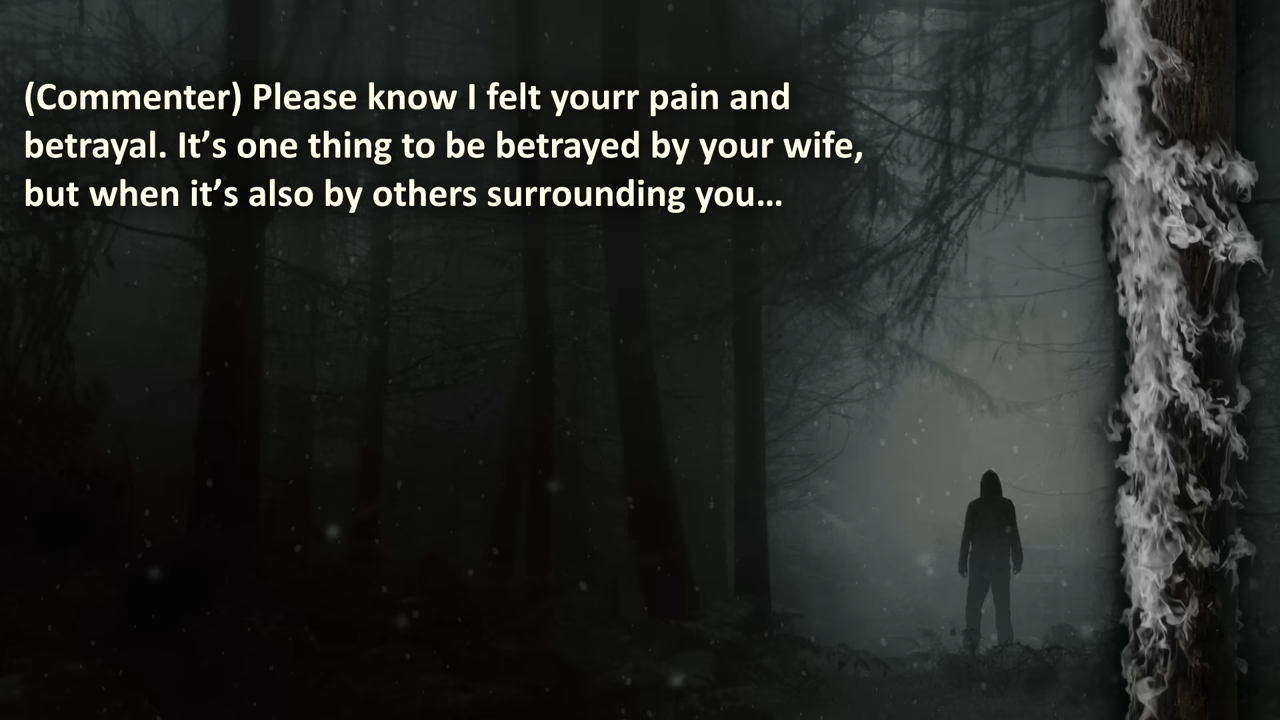 (Commenter) Please know I felt yourr pain and
betrayal. It’s one thing to be betrayed by your wife,
but when it’s also by others surrounding you…